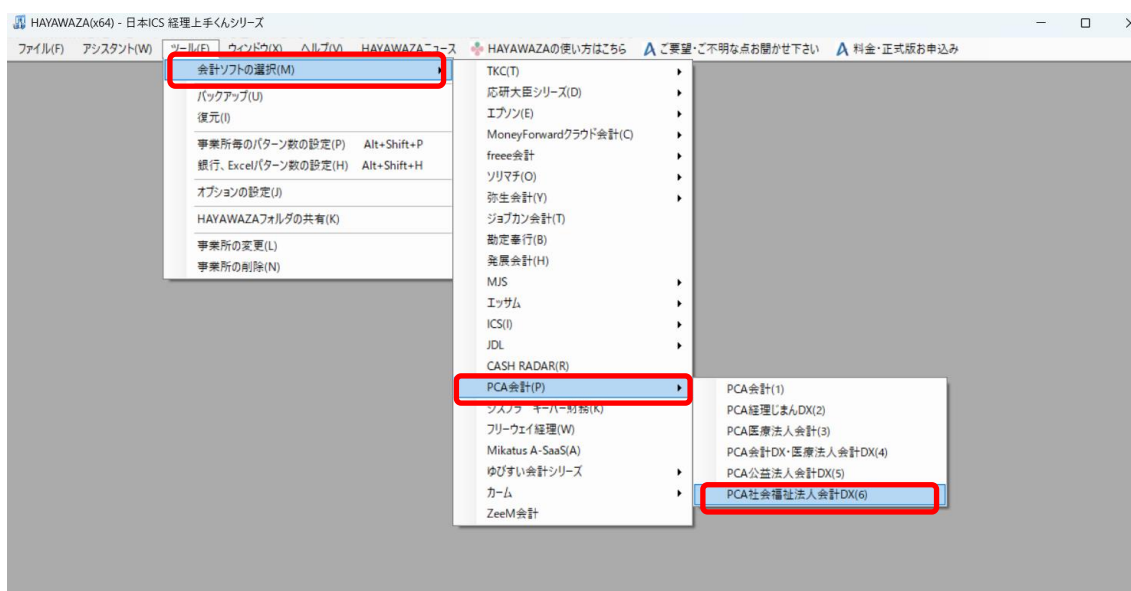 HAYAWAZA(x64) - 日本ICS 経理上手くんシリーズ
ファイル(F) アシスタント(W) ツール(E) ウィンドウ(X) ヘルプ(V) HAYAWAZAニュース HAYAWAZAの使い方はこちら ご要望・ご不明な点お聞かせ下さい 料金・正式版お申込み
会計ソフトの選択(M)
バックアップ(U)
復元(I)
事業所毎のパターン数の設定(P) Alt+Shift+P
銀行、Excelパターン数の設定(H) Alt+Shift+H
オプションの設定(J)
HAYAWAZAフォルダの共有(K)
事業所の変更(L)
事業所の削除(N)
TKC(T)
応研大臣シリーズ(D)
エプソン(E)
MoneyForwardクラウド会計(C)
freee会計
ソリマチ(O)
弥生会計(Y)
ジョブカン会計(T)
勘定奉行(B)
発展会計(H)
MJS
エッサム
ICS(I)
JDL
CASH RADAR(R)
PCA会計(P)
キーパー財務(K)
フリーウェイ経理(W)
Mikatus A-SaaS(A)
ゆびすい会計シリーズ
カーム
ZeeM会計
PCA会計(1)
PCA経理じまんDX(2)
PCA医療法人会計(3)
PCA会計DX・医療法人会計DX(4)
PCA公益法人会計DX(5)
PCA社会福祉法人会計DX(6)